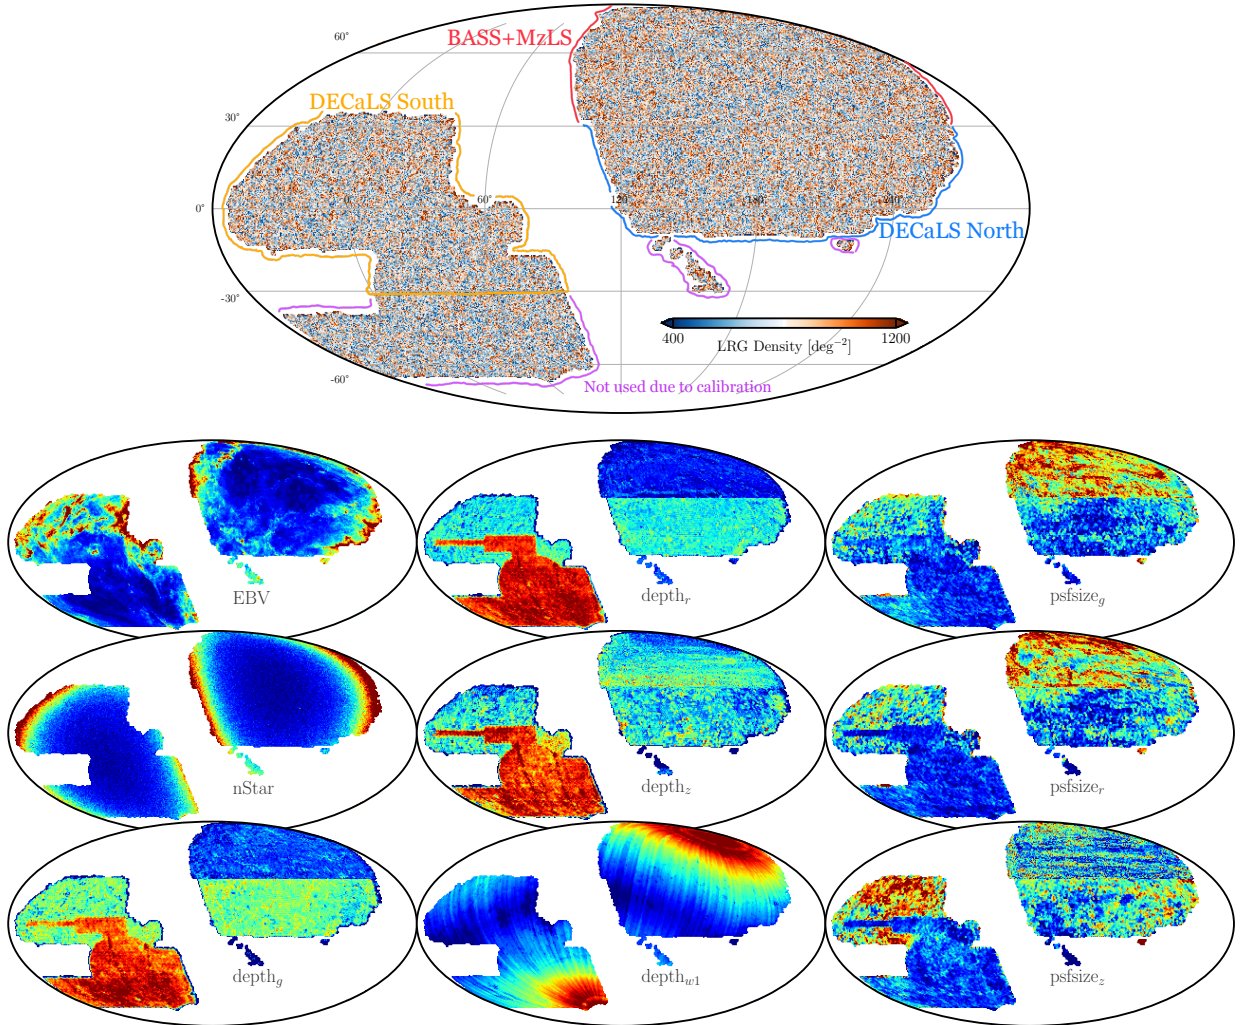 60°
BASS+MzLS
DECaLS South
30°
0°
0°
60°
120°
180°
240°
DECaLS North
-30°
400
1200
LRG Density [deg⁻²]
-60°
Not used due to calibration
EBV
depth_r
psfsize_g
nStar
depth_z
psfsize_r
depth_g
depth_w1
psfsize_z